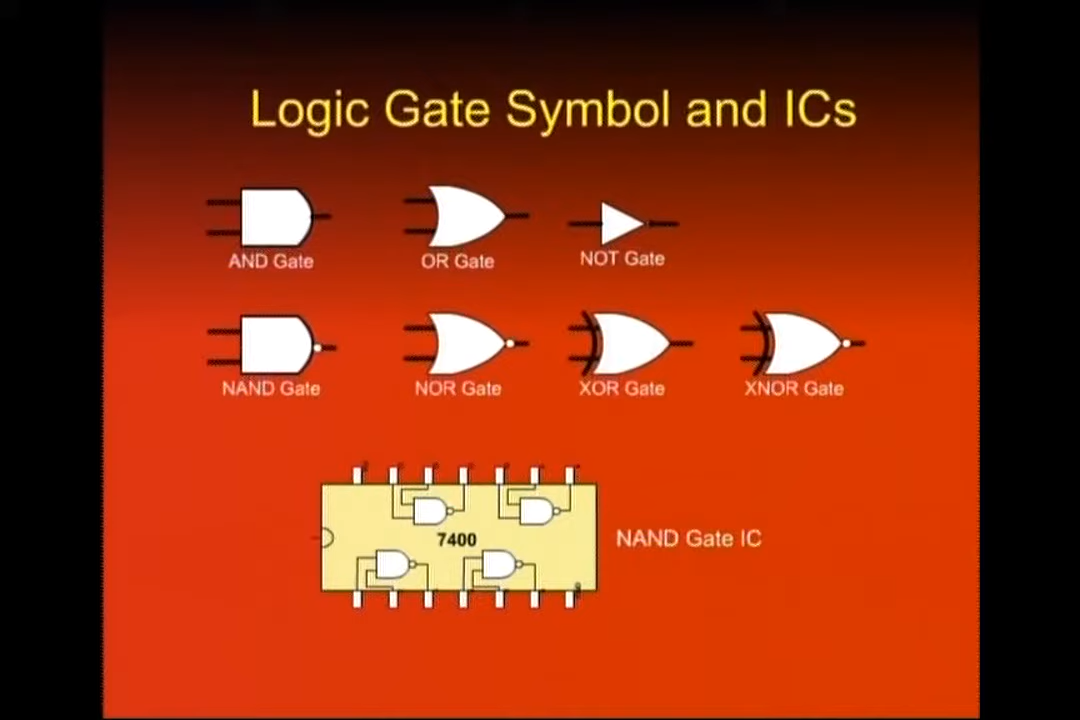 Logic Gate Symbol and ICs
AND Gate
OR Gate
NOT Gate
NAND Gate
NOR Gate
XOR Gate
XNOR Gate
7400
NAND Gate IC